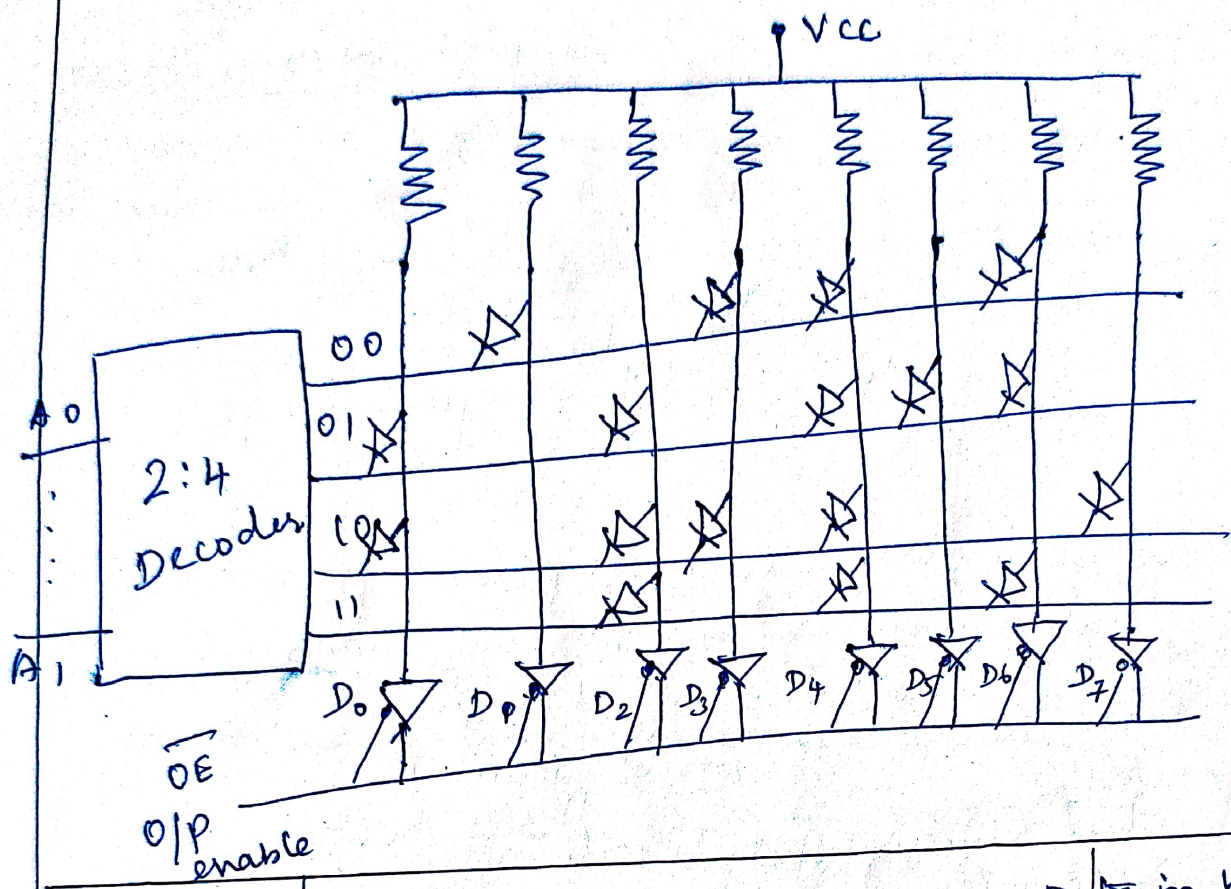 VCC
00
A0
01
2:4
Decoder
10
11
A1
D0
D1
D2
D3
D4
D5
D6
D7
OE
O/P
enable